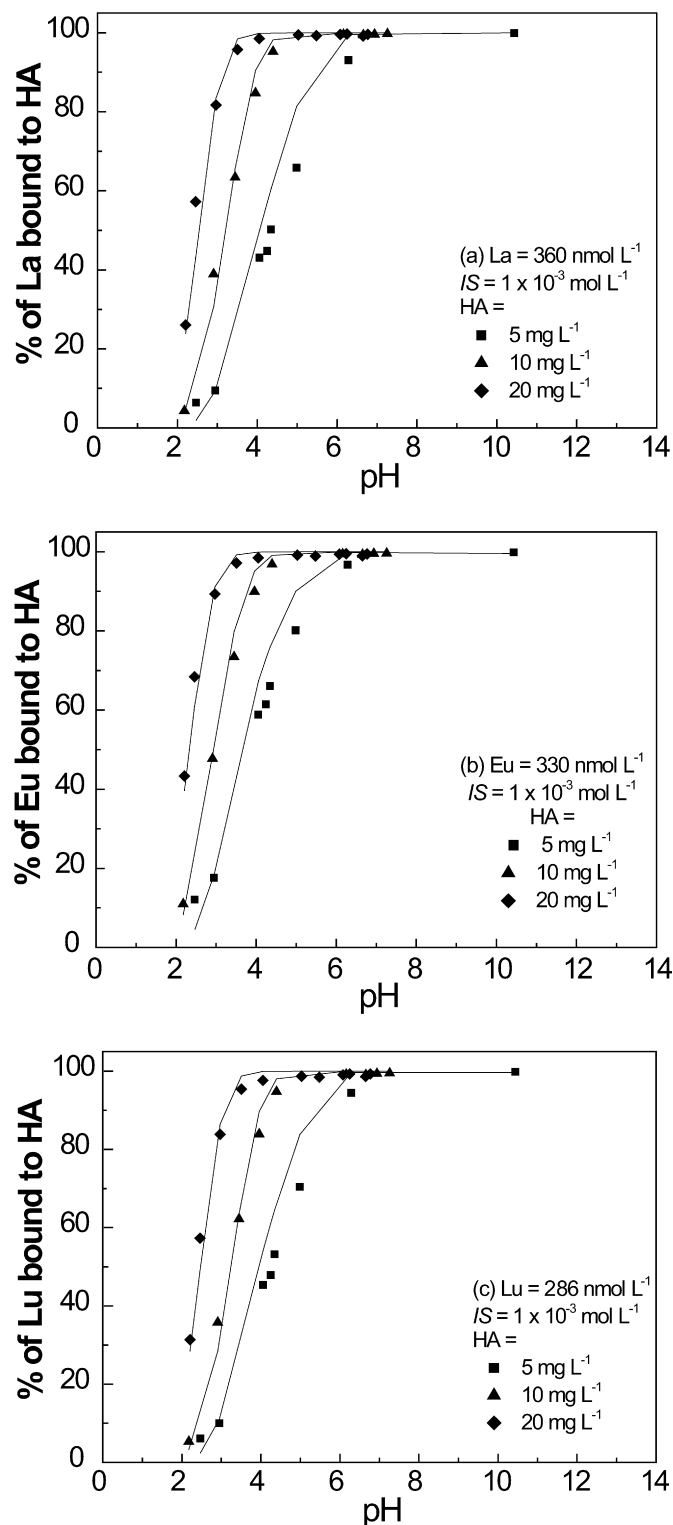 % of La bound to HA
100
80
60
40
20
0
(a) La = 360 nmol L⁻¹
IS = 1 x 10⁻³ mol L⁻¹
HA =
5 mg L⁻¹
10 mg L⁻¹
20 mg L⁻¹
0 2 4 6 8 10 12 14
pH
% of Eu bound to HA
100
80
60
40
20
0
(b) Eu = 330 nmol L⁻¹
IS = 1 x 10⁻³ mol L⁻¹
HA =
5 mg L⁻¹
10 mg L⁻¹
20 mg L⁻¹
0 2 4 6 8 10 12 14
pH
% of Lu bound to HA
100
80
60
40
20
0
(c) Lu = 286 nmol L⁻¹
IS = 1 x 10⁻³ mol L⁻¹
HA =
5 mg L⁻¹
10 mg L⁻¹
20 mg L⁻¹
0 2 4 6 8 10 12 14
pH